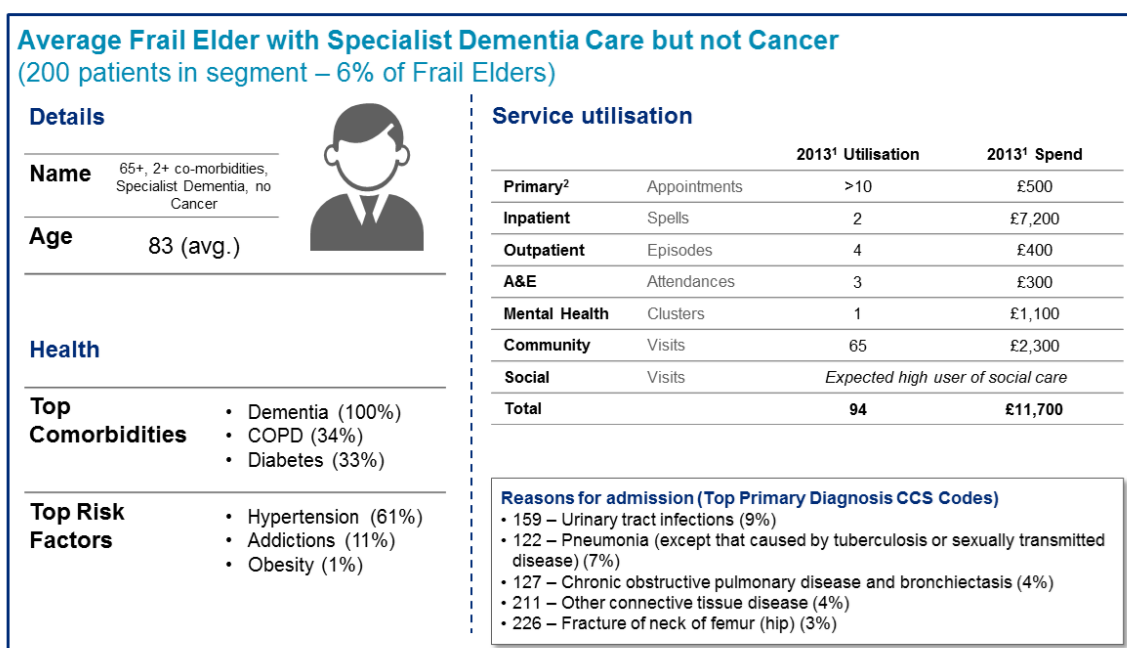 Average Frail Elder with Specialist Dementia Care but not Cancer
(200 patients in segment – 6% of Frail Elders)
Details
Name
65+, 2+ co-morbidities,
Specialist Dementia, no
Cancer
Age
83 (avg.)
Health
Top
Comorbidities
• Dementia (100%)
• COPD (34%)
• Diabetes (33%)
Top Risk
Factors
• Hypertension (61%)
• Addictions (11%)
• Obesity (1%)
Service utilisation
2013¹ Utilisation 2013¹ Spend
Primary² Appointments >10 £500
Inpatient Spells 2 £7,200
Outpatient Episodes 4 £400
A&E Attendances 3 £300
Mental Health Clusters 1 £1,100
Community Visits 65 £2,300
Social Visits Expected high user of social care
Total 94 £11,700
Reasons for admission (Top Primary Diagnosis CCS Codes)
• 159 – Urinary tract infections (9%)
• 122 – Pneumonia (except that caused by tuberculosis or sexually transmitted
disease) (7%)
• 127 – Chronic obstructive pulmonary disease and bronchiectasis (4%)
• 211 – Other connective tissue disease (4%)
• 226 – Fracture of neck of femur (hip) (3%)